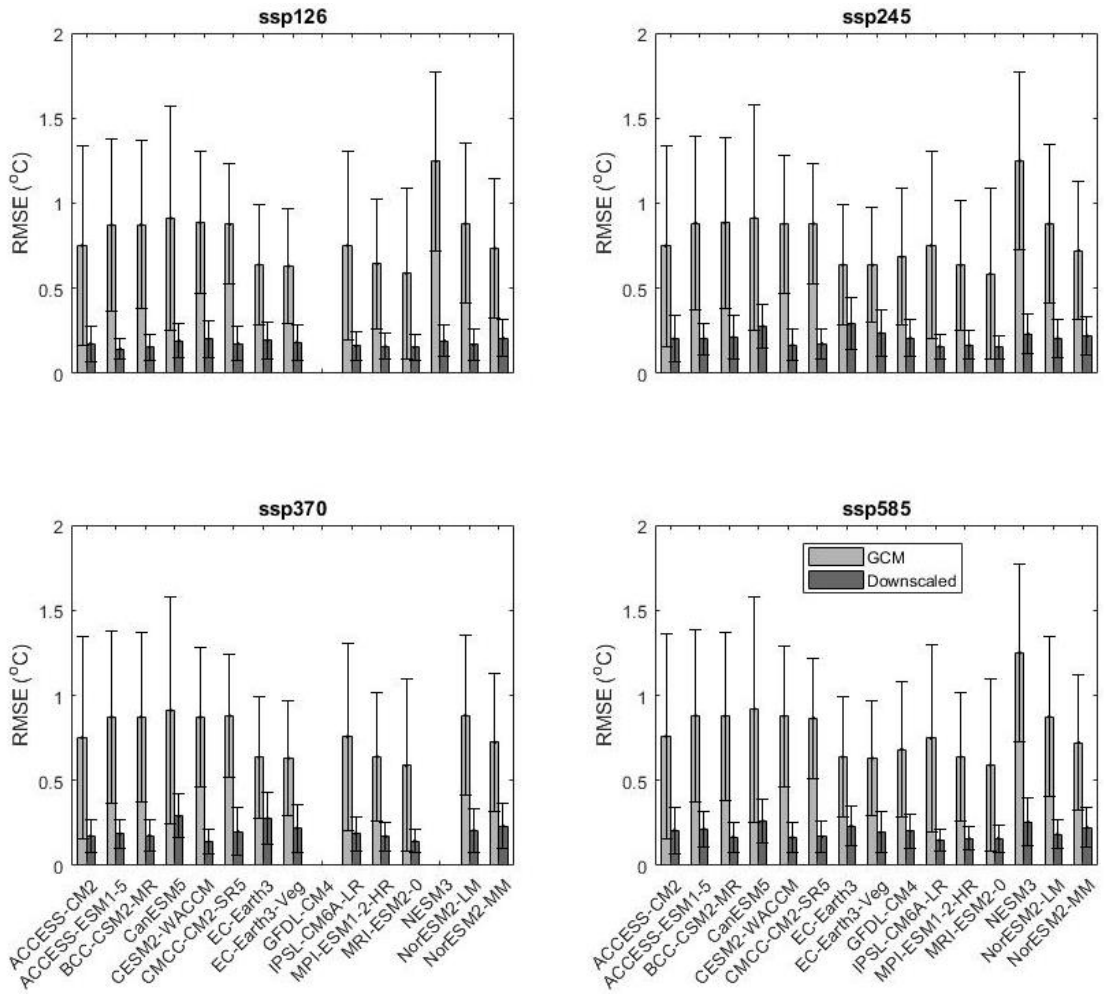 ssp126
2
1.5
1
0.5
0
RMSE (°C)
ssp245
2
1.5
1
0.5
0
RMSE (°C)
ssp370
2
1.5
1
0.5
0
RMSE (°C)
ACCESS-CM2
ACCESS-ESM1-5
BCC-CSM2-MR
CanESM5
CESM2-WACCM
CMCC-CM2-SR5
EC-Earth3
EC-Earth3-Veg
GFDL-CM4
IPSL-CM6A-LR
MPI-ESM1-2-HR
MRI-ESM2-0
NESM3
NorESM2-LM
NorESM2-MM
ssp585
2
1.5
1
0.5
0
RMSE (°C)
GCM
Downscaled
ACCESS-CM2
ACCESS-ESM1-5
BCC-CSM2-MR
CanESM5
CESM2-WACCM
CMCC-CM2-SR5
EC-Earth3
EC-Earth3-Veg
GFDL-CM4
IPSL-CM6A-LR
MPI-ESM1-2-HR
MRI-ESM2-0
NESM3
NorESM2-LM
NorESM2-MM